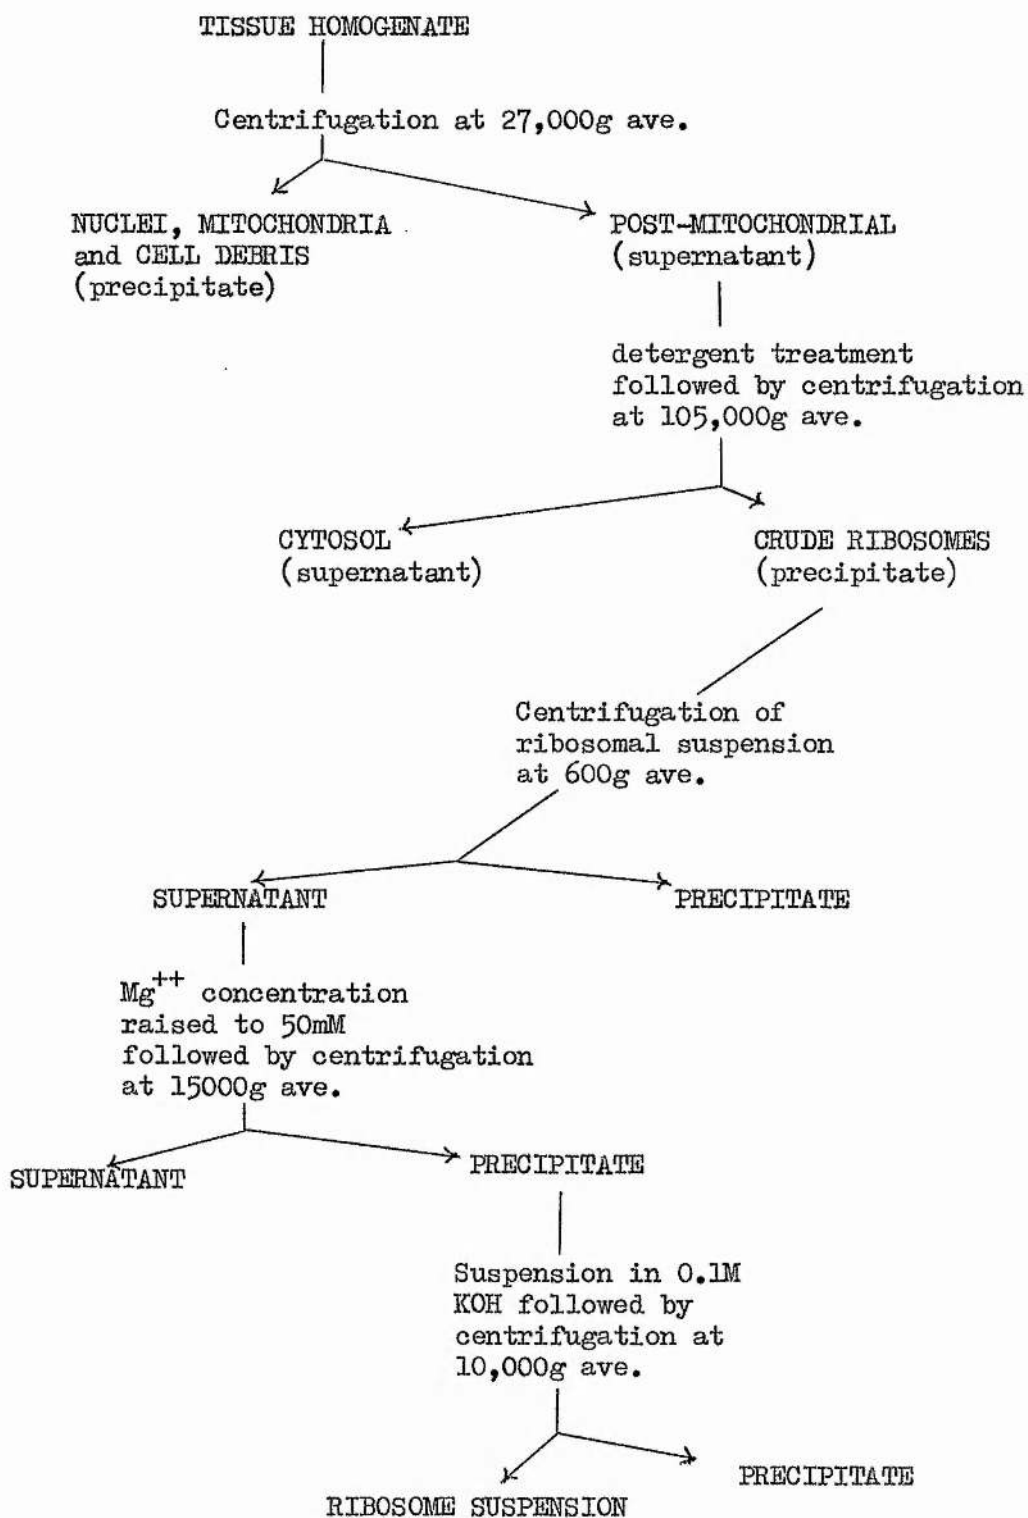 TISSUE HOMOGENATE
Centrifugation at 27,000g ave.
NUCLEI, MITOCHONDRIA
and CELL DEBRIS
(precipitate)
POST-MITOCHONDRIAL
(supernatant)
detergent treatment
followed by centrifugation
at 105,000g ave.
CYTOSOL
(supernatant)
CRUDE RIBOSOMES
(precipitate)
Centrifugation of
ribosomal suspension
at 600g ave.
SUPERNATANT
PRECIPITATE
Mg++ concentration
raised to 50mM
followed by centrifugation
at 15000g ave.
SUPERNATANT
PRECIPITATE
Suspension in 0.1M
KOH followed by
centrifugation at
10,000g ave.
PRECIPITATE
RIBOSOME SUSPENSION